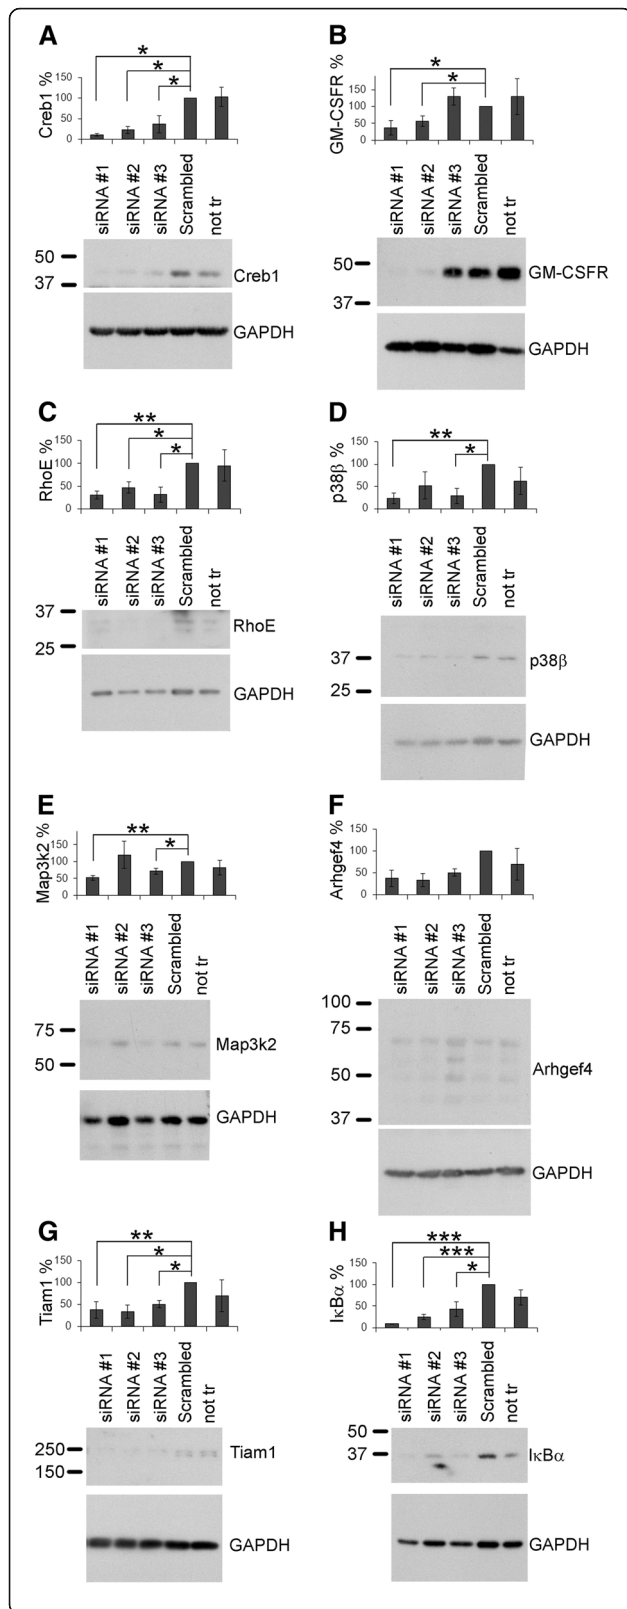 A
*
*
*
Creb1 %
150
100
50
0
siRNA #1
siRNA #2
siRNA #3
Scrambled
not tr
50
37
Creb1
GAPDH
B
*
*
GM-CSFR %
150
100
50
0
siRNA #1
siRNA #2
siRNA #3
Scrambled
not tr
50
37
GM-CSFR
GAPDH
C
**
*
*
RhoE %
150
100
50
0
siRNA #1
siRNA #2
siRNA #3
Scrambled
not tr
37
25
RhoE
GAPDH
D
**
*
p38β %
150
100
50
0
siRNA #1
siRNA #2
siRNA #3
Scrambled
not tr
37
25
p38β
GAPDH
E
**
*
Map3k2 %
150
100
50
0
siRNA #1
siRNA #2
siRNA #3
Scrambled
not tr
75
50
Map3k2
GAPDH
F
Arhgef4 %
150
100
50
0
siRNA #1
siRNA #2
siRNA #3
Scrambled
not tr
100
75
50
37
Arhgef4
GAPDH
G
**
*
*
Tiam1 %
150
100
50
0
siRNA #1
siRNA #2
siRNA #3
Scrambled
not tr
250
150
Tiam1
GAPDH
H
***
***
*
IκBα %
150
100
50
0
siRNA #1
siRNA #2
siRNA #3
Scrambled
not tr
50
37
IκBα
GAPDH